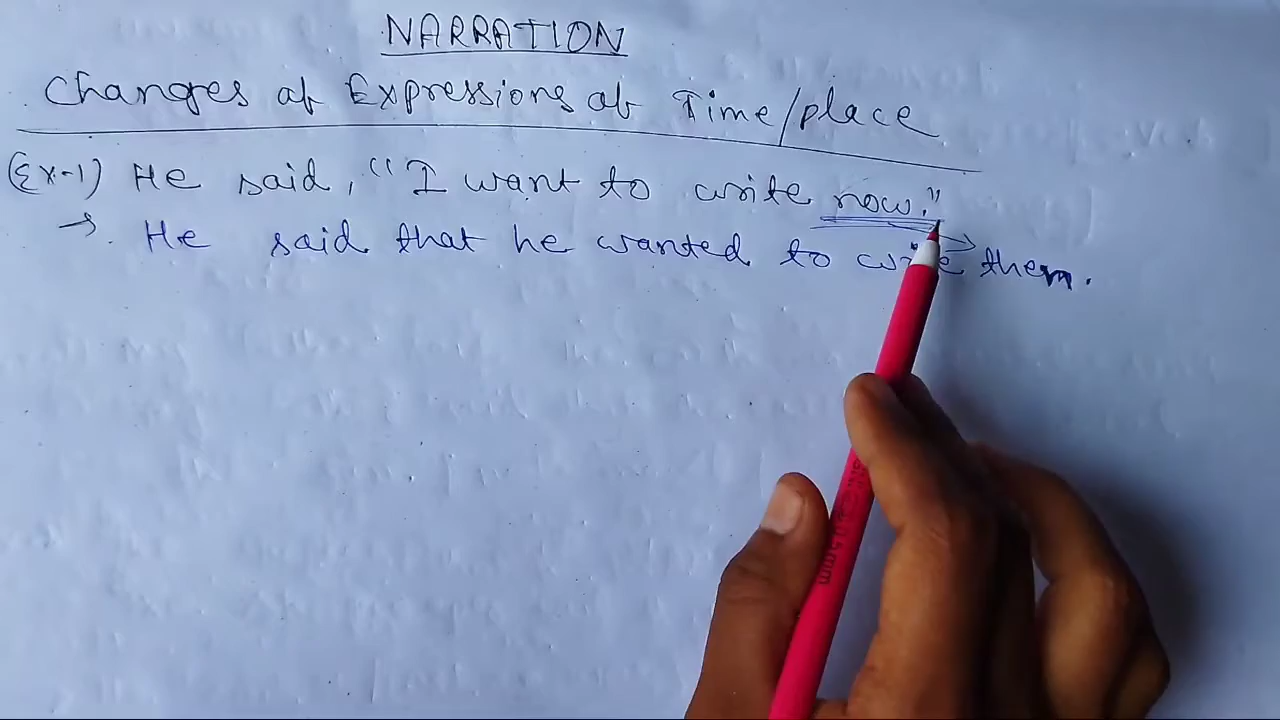 NARRATION
Changes of Expressions of Time/place
(Ex-1) He said, "I want to write now."
→ He said that he wanted to write then.